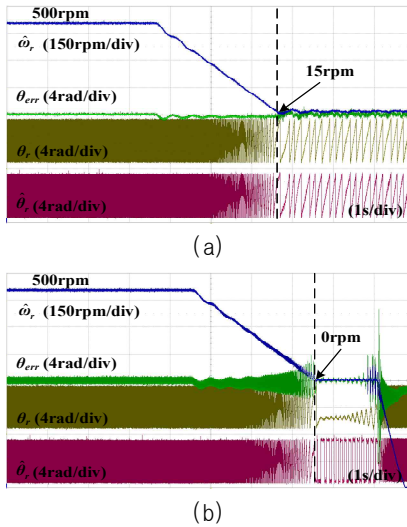 500rpm
ω̂r (150rpm/div)
15rpm
θerr (4rad/div)
θr (4rad/div)
θ̂r (4rad/div)
(1s/div)
(a)
500rpm
ω̂r (150rpm/div)
0rpm
θerr (4rad/div)
θr (4rad/div)
θ̂r (4rad/div)
(1s/div)
(b)